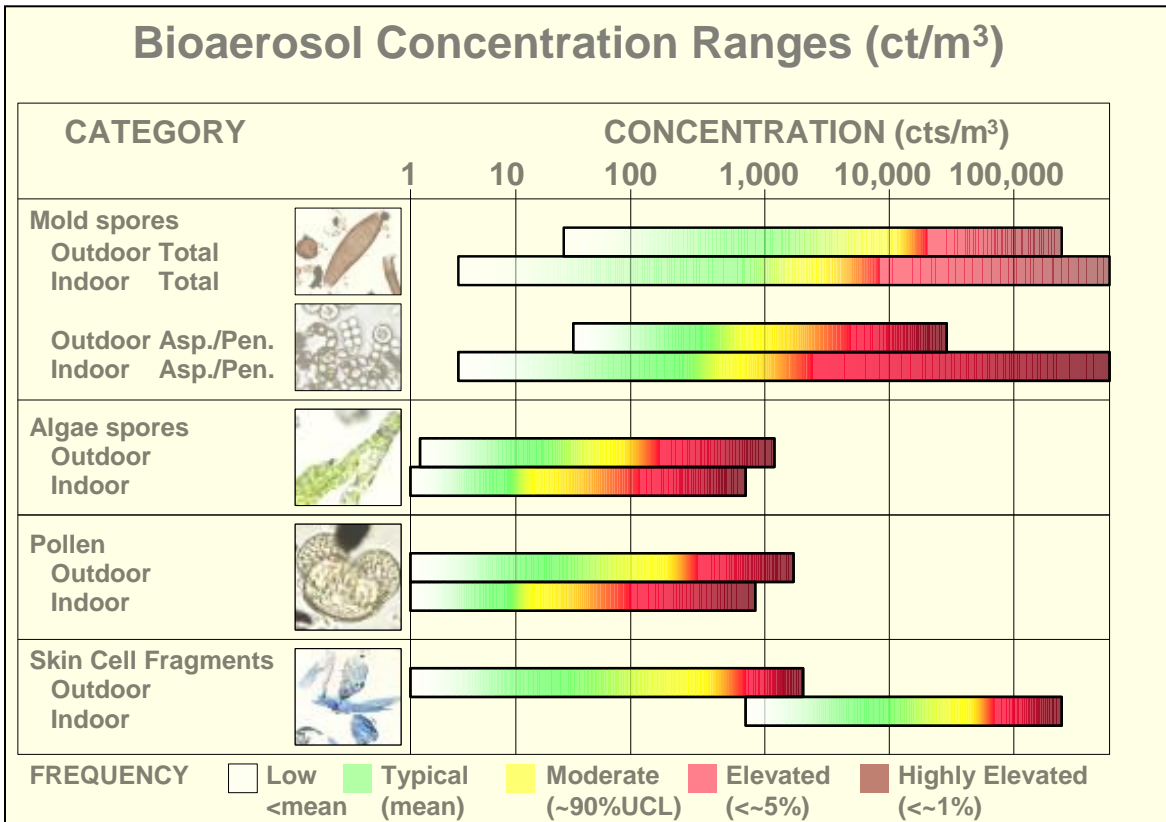 Bioaerosol Concentration Ranges (ct/m³)
CATEGORY CONCENTRATION (cts/m³)
1 10 100 1,000 10,000 100,000
Mold spores
Outdoor Total
Indoor Total
Outdoor Asp./Pen.
Indoor Asp./Pen.
Algae spores
Outdoor
Indoor
Pollen
Outdoor
Indoor
Skin Cell Fragments
Outdoor
Indoor
FREQUENCY Low Typical Moderate Elevated Highly Elevated
<mean (mean) (~90%UCL) (<~5%) (<~1%)